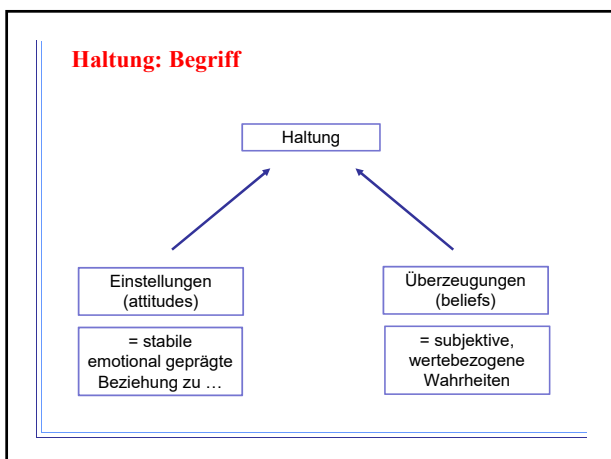 Haltung: Begriff
Haltung
Einstellungen
(attitudes)
= stabile
emotional geprägte
Beziehung zu …
Überzeugungen
(beliefs)
= subjektive,
wertebezogene
Wahrheiten